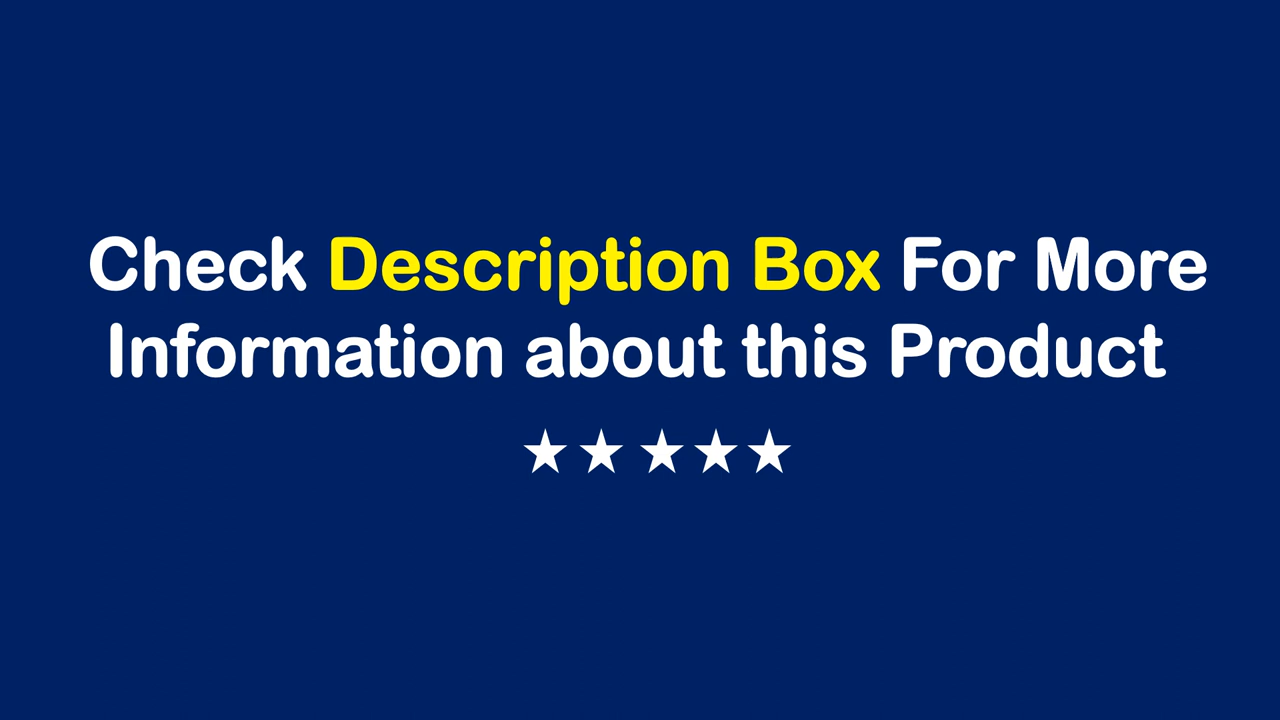 Check Description Box For More
Information about this Product
★★★★★